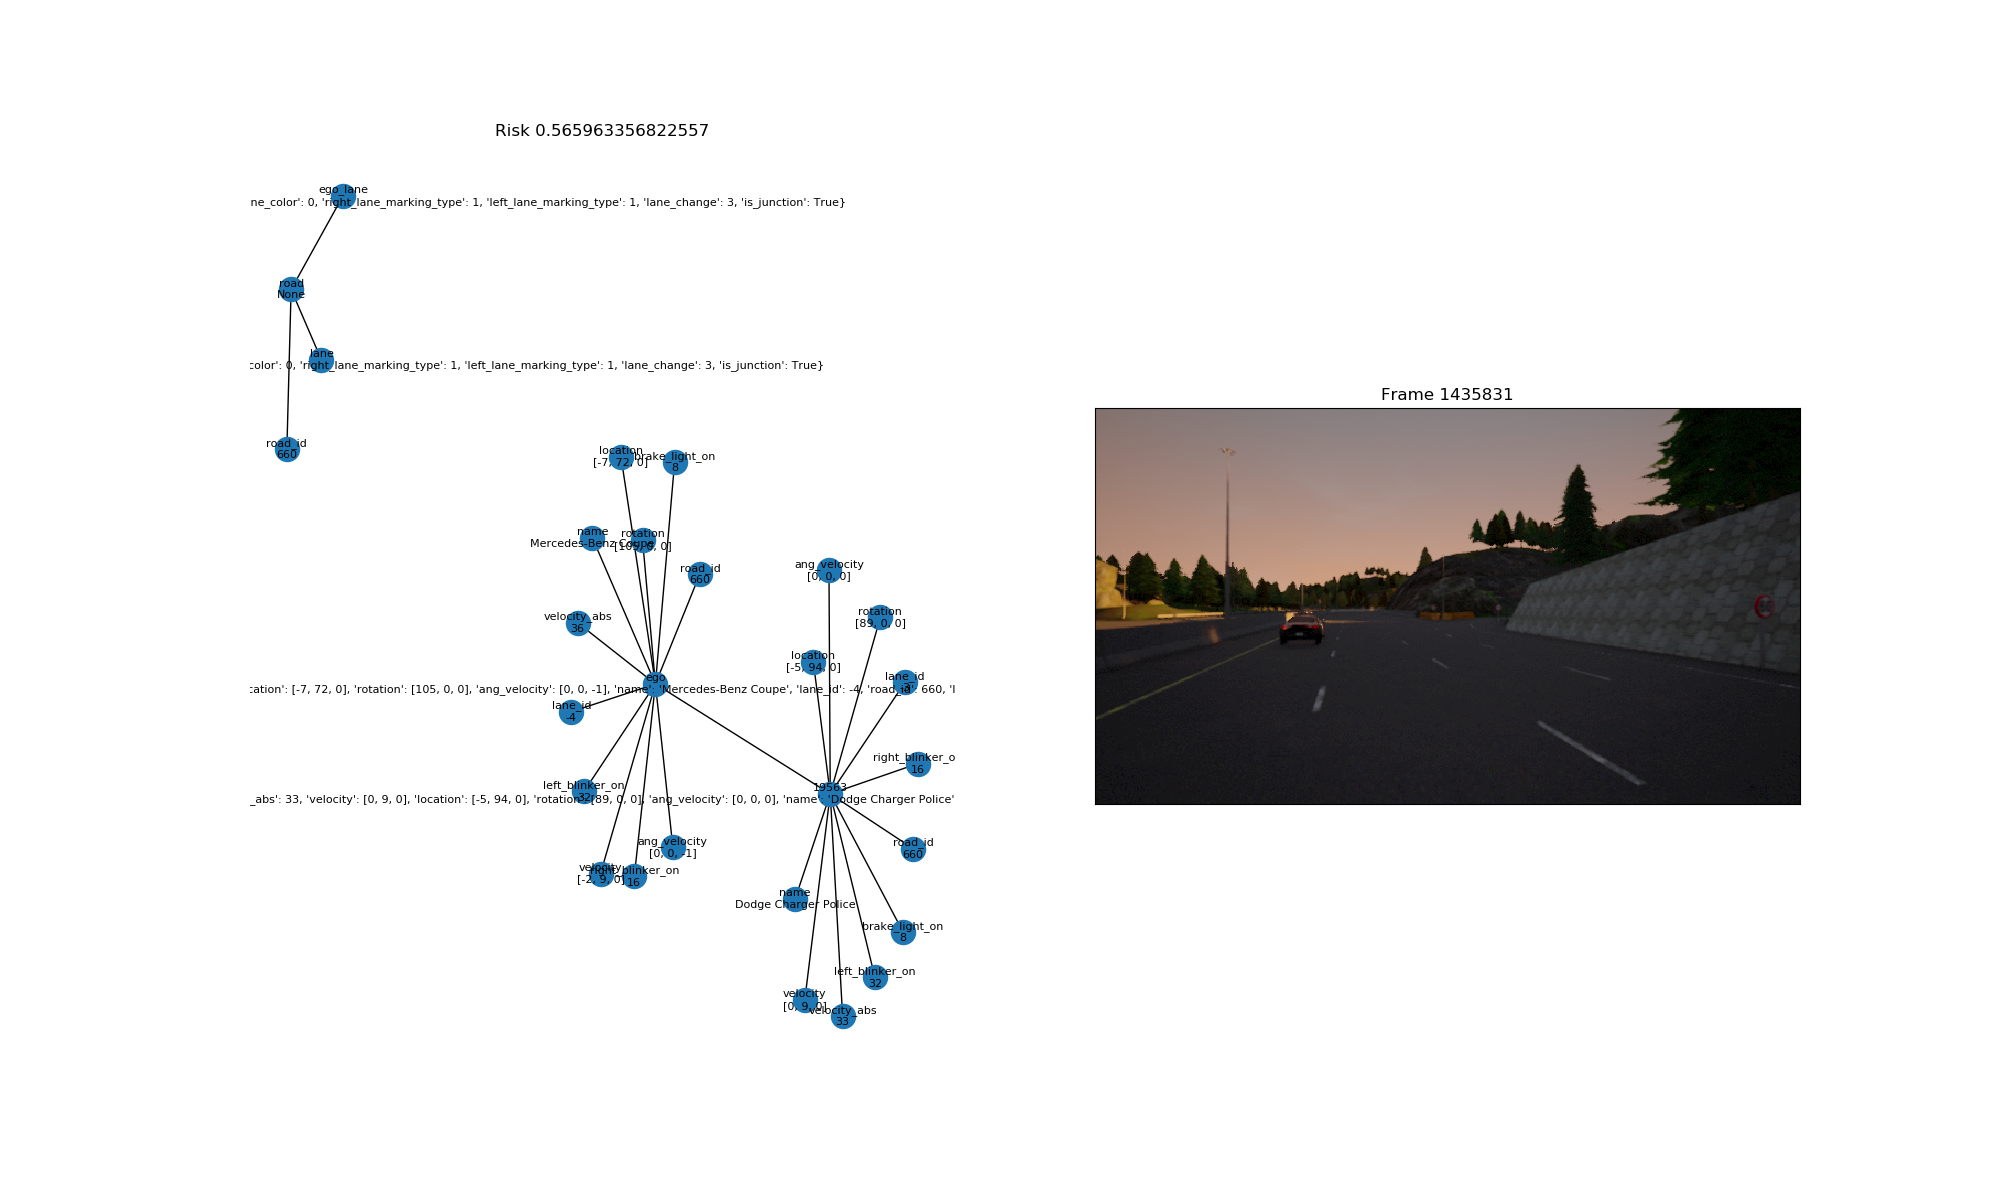 Risk 0.565963356822557
ego_lane
ne_color': 0, 'right_lane_marking_type': 1, 'left_lane_marking_type': 1, 'lane_change': 3, 'is_junction': True}
road
None
lane
color': 0, 'right_lane_marking_type': 1, 'left_lane_marking_type': 1, 'lane_change': 3, 'is_junction': True}
road_id
660
location
[-7, 72, 0]
brake_light_on
8
name
Mercedes-Benz Coupe
rotation
[105, 0, 0]
road_id
660
velocity_abs
36
ego
cation': [-7, 72, 0], 'rotation': [105, 0, 0], 'ang_velocity': [0, 0, -1], 'name': 'Mercedes-Benz Coupe', 'lane_id': -4, 'road_id': 660, 'l
lane_id
-4
left_blinker_on
32
ang_velocity
[0, 0, -1]
velocity
[-2, 9, 0]
right_blinker_on
16
ang_velocity
[0, 0, 0]
rotation
[89, 0, 0]
location
[-5, 94, 0]
lane_id
right_blinker_o
16
19563
_abs': 33, 'velocity': [0, 9, 0], 'location': [-5, 94, 0], 'rotation': [89, 0, 0], 'ang_velocity': [0, 0, 0], 'name': 'Dodge Charger Police'
road_id
660
name
Dodge Charger Police
brake_light_on
8
left_blinker_on
32
velocity
[0, 9, 0]
velocity_abs
33
Frame 1435831